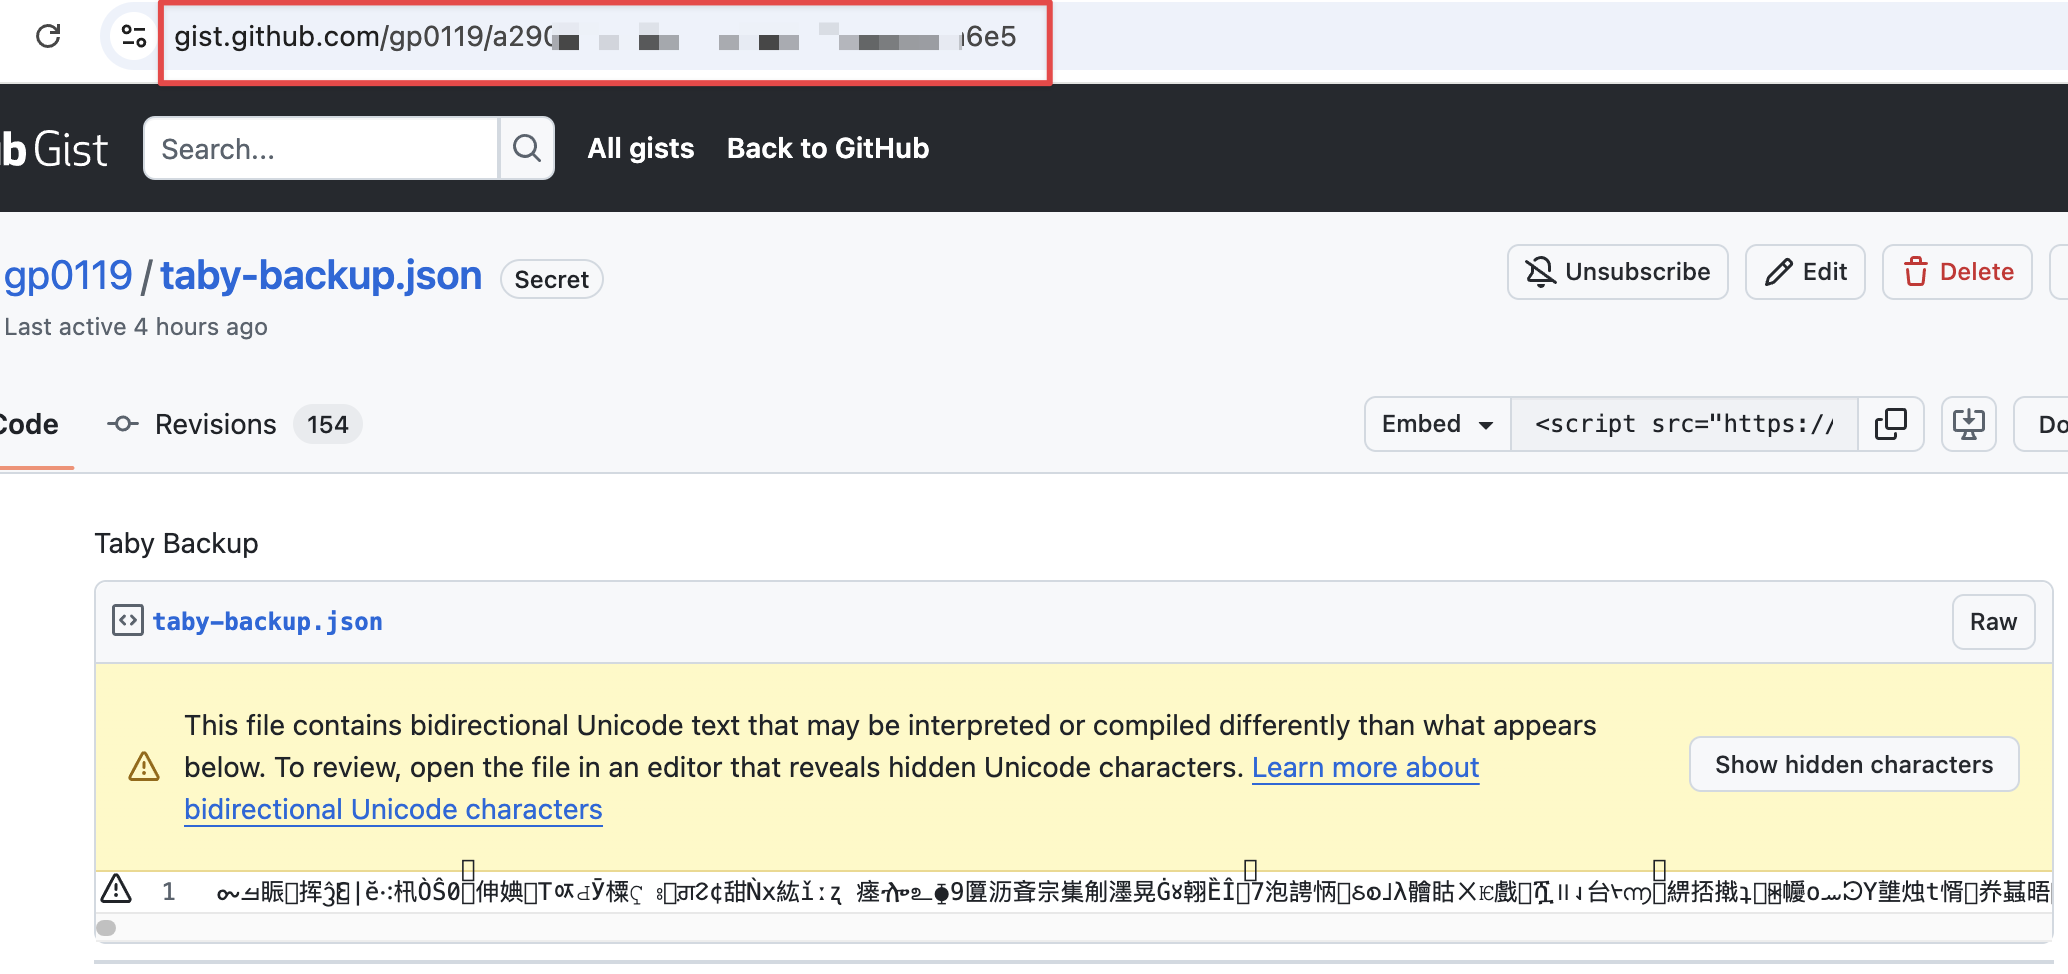 gist.github.com/gp0119/a290 6e5
b Gist
Search...
All gists
Back to GitHub
gp0119 / taby-backup.json
Secret
Unsubscribe
Edit
Delete
Last active 4 hours ago
Code
Revisions
154
Embed
<script src="https://
Do
Taby Backup
taby-backup.json
Raw
This file contains bidirectional Unicode text that may be interpreted or compiled differently than what appears
below. To review, open the file in an editor that reveals hidden Unicode characters. Learn more about
bidirectional Unicode characters
Show hidden characters
1